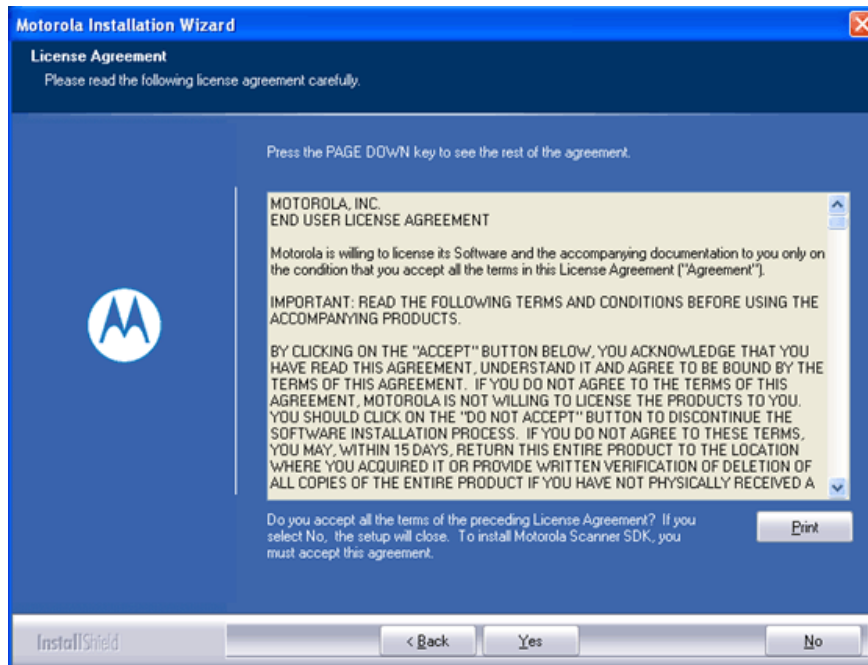 Motorola Installation Wizard
License Agreement
Please read the following license agreement carefully.
Press the PAGE DOWN key to see the rest of the agreement.
MOTOROLA, INC.
END USER LICENSE AGREEMENT
Motorola is willing to license its Software and the accompanying documentation to you only on
the condition that you accept all the terms in this License Agreement ("Agreement").
IMPORTANT: READ THE FOLLOWING TERMS AND CONDITIONS BEFORE USING THE
ACCOMPANYING PRODUCTS.
BY CLICKING ON THE "ACCEPT" BUTTON BELOW, YOU ACKNOWLEDGE THAT YOU
HAVE READ THIS AGREEMENT, UNDERSTAND IT AND AGREE TO BE BOUND BY THE
TERMS OF THIS AGREEMENT. IF YOU DO NOT AGREE TO THE TERMS OF THIS
AGREEMENT, MOTOROLA IS NOT WILLING TO LICENSE THE PRODUCTS TO YOU.
YOU SHOULD CLICK ON THE "DO NOT ACCEPT" BUTTON TO DISCONTINUE THE
SOFTWARE INSTALLATION PROCESS. IF YOU DO NOT AGREE TO THESE TERMS,
YOU MAY, WITHIN 15 DAYS, RETURN THIS ENTIRE PRODUCT TO THE LOCATION
WHERE YOU ACQUIRED IT OR PROVIDE WRITTEN VERIFICATION OF DELETION OF
ALL COPIES OF THE ENTIRE PRODUCT IF YOU HAVE NOT PHYSICALLY RECEIVED A
Do you accept all the terms of the preceding License Agreement? If you
select No, the setup will close. To install Motorola Scanner SDK, you
must accept this agreement.
Print
InstallShield
< Back
Yes
No